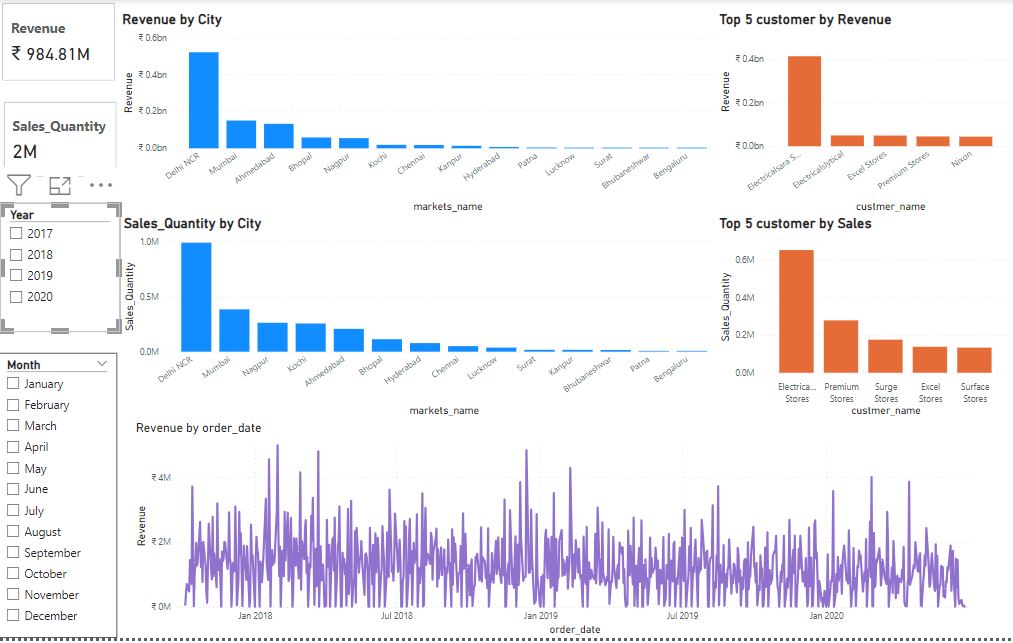 Revenue
₹ 984.81M
Sales_Quantity
2M
Year
2017
2018
2019
2020
Month
January
February
March
April
May
June
July
August
September
October
November
December
Revenue by City
₹ 0.6bn
₹ 0.4bn
₹ 0.2bn
₹ 0.0bn
Revenue
Delhi NCR
Mumbai
Ahmedabad
Bhopal
Nagpur
Kochi
Chennai
Kanpur
Hyderabad
Patna
Lucknow
Surat
Bhubaneshwar
Bengaluru
markets_name
Top 5 customer by Revenue
₹ 0.4bn
₹ 0.2bn
₹ 0.0bn
Revenue
Electricalsara S...
Electricalslytical
Excel Stores
Premium Stores
Nixon
custmer_name
Sales_Quantity by City
1.0M
0.5M
0.0M
Sales_Quantity
Delhi NCR
Mumbai
Nagpur
Kochi
Ahmedabad
Bhopal
Hyderabad
Chennai
Lucknow
Surat
Kanpur
Bhubaneshwar
Patna
Bengaluru
markets_name
Top 5 customer by Sales
0.6M
0.4M
0.2M
0.0M
Sales_Quantity
Electrica...
Stores
Premium
Stores
Surge
Stores
Excel
Stores
Surface
Stores
custmer_name
Revenue by order_date
₹ 4M
₹ 2M
₹ 0M
Revenue
Jan 2018
Jul 2018
Jan 2019
Jul 2019
Jan 2020
order_date